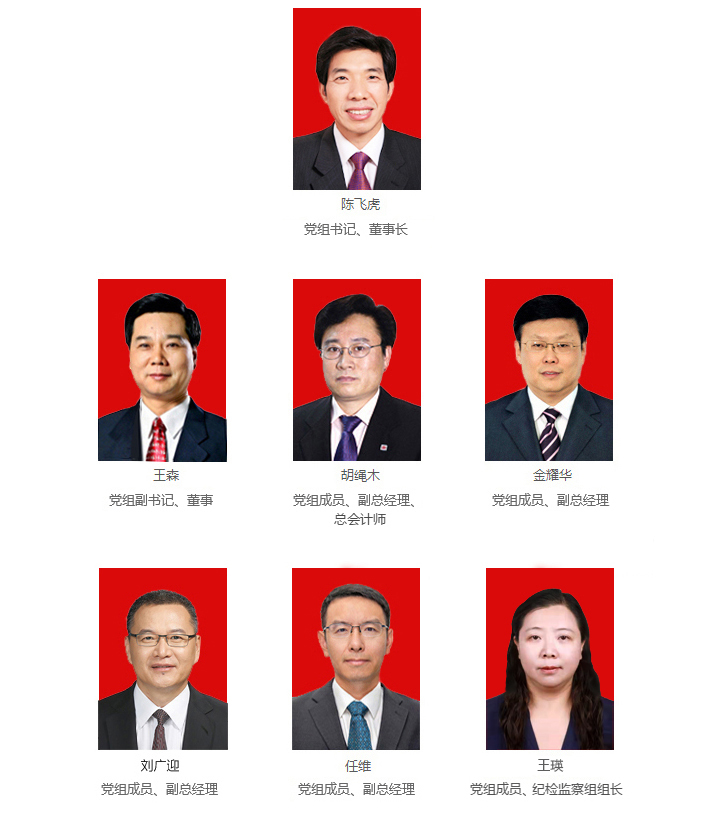 陈飞虎
党组书记、董事长
王森
党组副书记、董事
胡绳木
党组成员、副总经理、
总会计师
金耀华
党组成员、副总经理
刘广迎
党组成员、副总经理
任维
党组成员、副总经理
王瑛
党组成员、纪检监察组组长